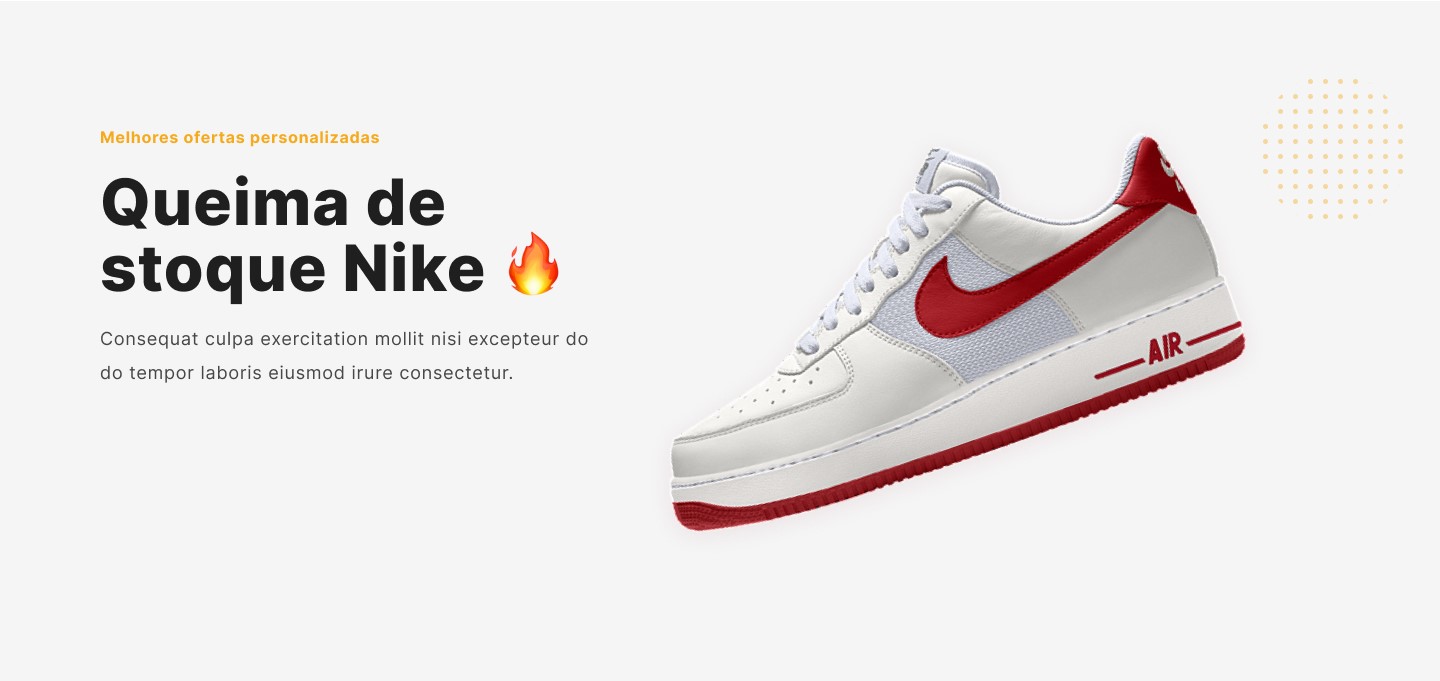 Melhores ofertas personalizadas
Queima de
stoque Nike 🔥
Consequat culpa exercitation mollit nisi excepteur do
do tempor laboris eiusmod irure consectetur.
AIR